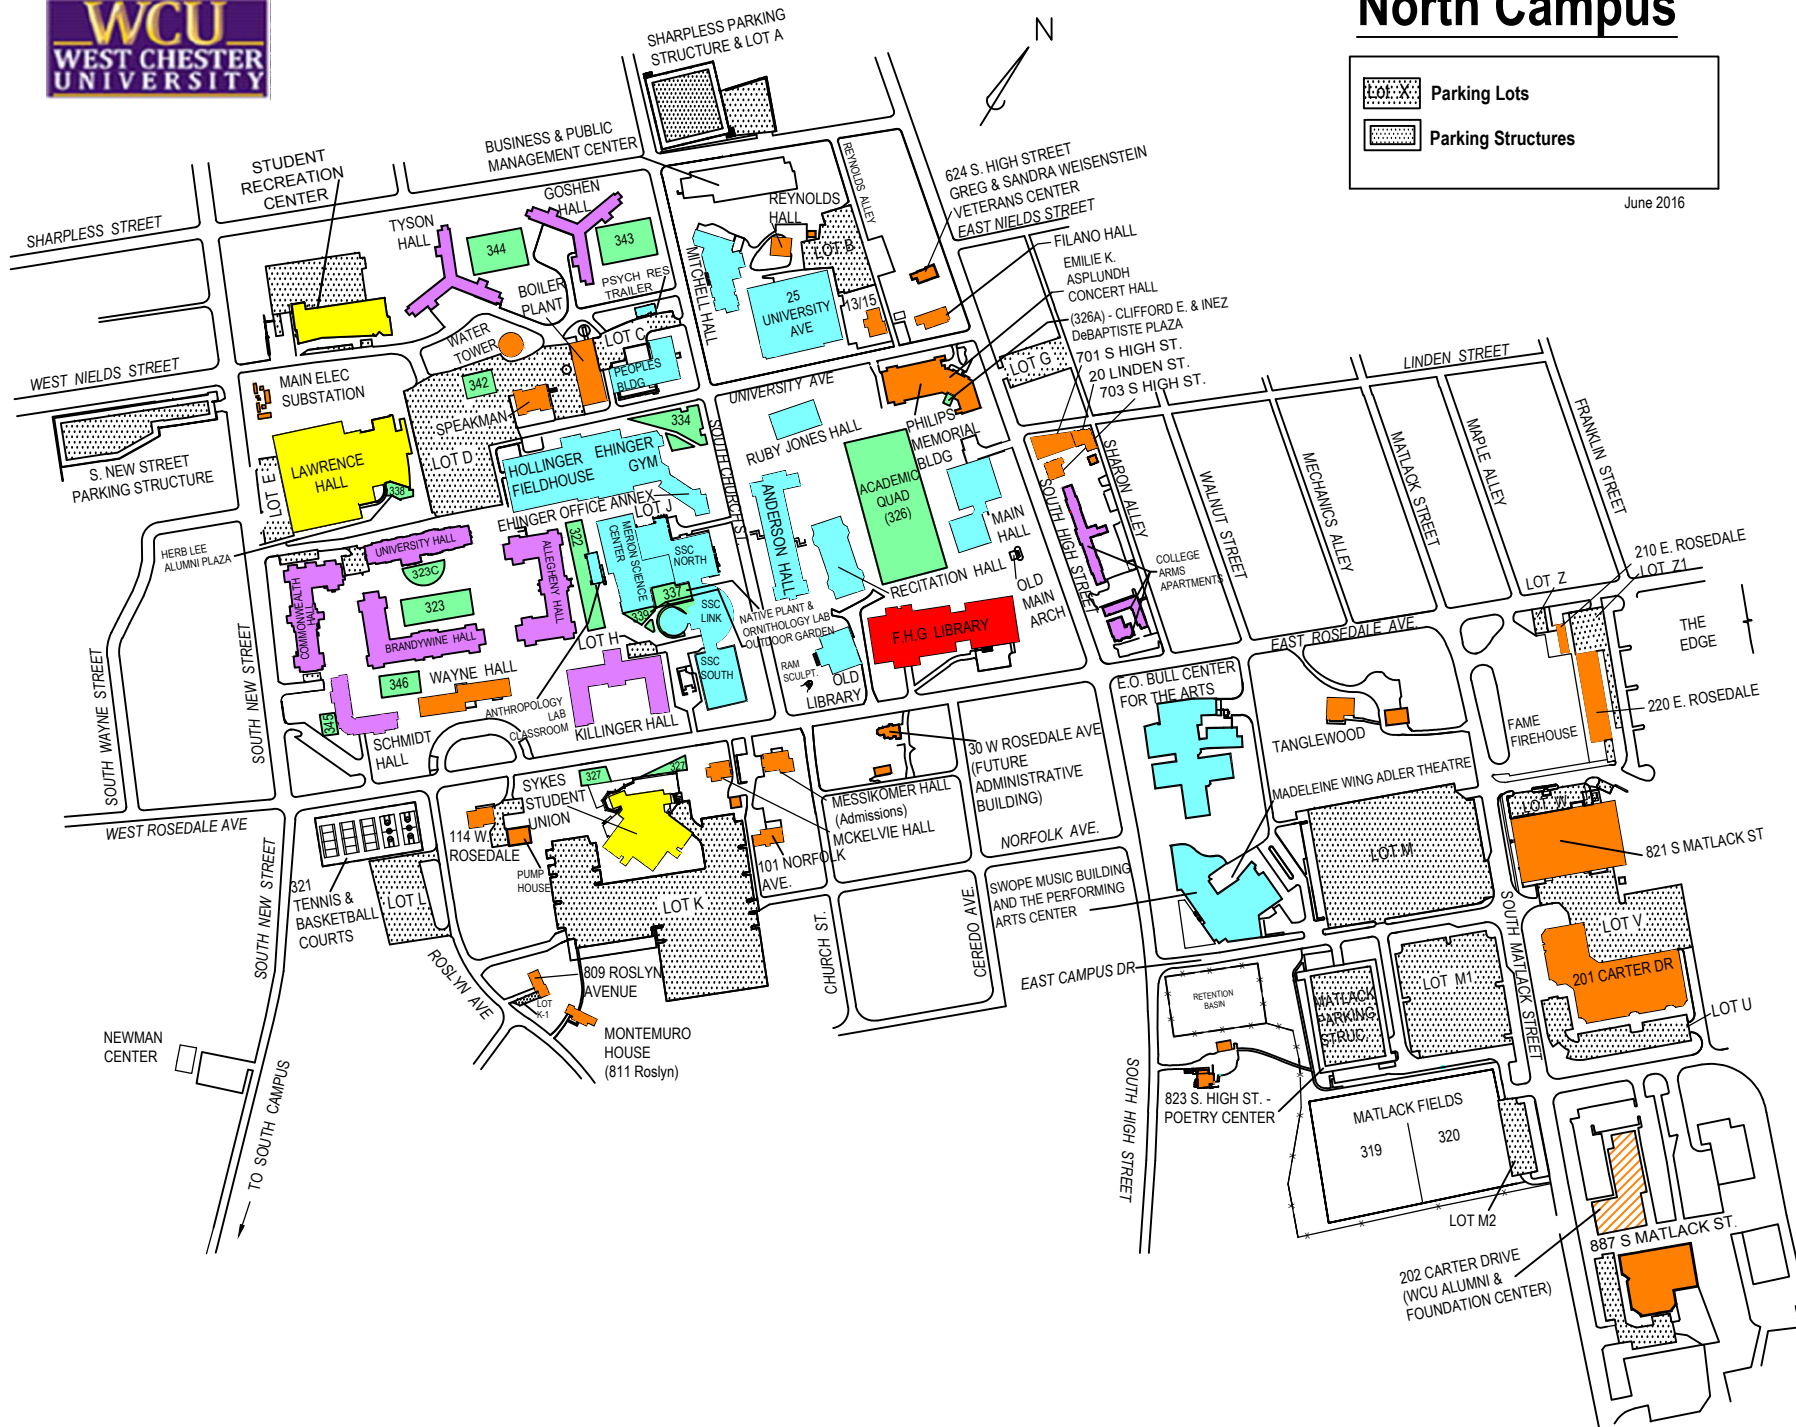 WCU
WEST CHESTER
UNIVERSITY
North Campus
Lot X
Parking Lots
Parking Structures
June 2016
N
SHARPLESS PARKING
STRUCTURE & LOT A
BUSINESS & PUBLIC
MANAGEMENT CENTER
STUDENT
RECREATION
CENTER
SHARPLESS STREET
TYSON
HALL
GOSHEN
HALL
344
343
REYNOLDS
HALL
REYNOLDS ALLEY
LOT B
624 S. HIGH STREET
GREG & SANDRA WEISENSTEIN
VETERANS CENTER
EAST NIELDS STREET
FILANO HALL
EMILIE K.
ASPLUNDH
CONCERT HALL
(326A) - CLIFFORD E. & INEZ
DeBAPTISTE PLAZA
701 S HIGH ST.
20 LINDEN ST.
703 S HIGH ST.
MITCHELL HALL
25
UNIVERSITY
AVE
13/15
BOILER
PLANT
PSYCH RES
TRAILER
WATER
TOWER
LOT C
PEOPLES
BLDG
LOT G
LINDEN STREET
WEST NIELDS STREET
MAIN ELEC
SUBSTATION
342
SPEAKMAN
UNIVERSITY AVE
334
RUBY JONES HALL
PHILIPS
MEMORIAL
BLDG
S. NEW STREET
PARKING STRUCTURE
LAWRENCE
HALL
LOT E
338
LOT D
HOLLINGER
FIELDHOUSE
EHINGER
GYM
EHINGER OFFICE ANNEX
LOT J
SOUTH CHURCH ST.
ANDERSON HALL
ACADEMIC
QUAD
(326)
MAIN
HALL
SOUTH HIGH STREET
SHARON ALLEY
WALNUT STREET
MECHANICS ALLEY
MATLACK STREET
MAPLE ALLEY
FRANKLIN STREET
HERB LEE
ALUMNI PLAZA
UNIVERSITY HALL
323C
323
COMMONWEALTH
HALL
BRANDYWINE HALL
ALLEGHENY HALL
322
MERION SCIENCE
CENTER
SSC
NORTH
337
339
SSC
LINK
SSC
SOUTH
NATIVE PLANT &
ORNITHOLOGY LAB
OUTDOOR GARDEN
RECITATION HALL
OLD
MAIN
ARCH
COLLEGE
ARMS
APARTMENTS
F.H.G LIBRARY
RAM
SCULPT.
OLD
LIBRARY
LOT H
WAYNE HALL
346
345
SCHMIDT
HALL
ANTHROPOLOGY
LAB
CLASSROOM
KILLINGER HALL
SOUTH WAYNE STREET
SOUTH NEW STREET
EAST ROSEDALE AVE.
LOT Z
210 E. ROSEDALE
LOT Z1
THE
EDGE
220 E. ROSEDALE
E.O. BULL CENTER
FOR THE ARTS
TANGLEWOOD
FAME
FIREHOUSE
MADELEINE WING ADLER THEATRE
30 W ROSEDALE AVE
(FUTURE
ADMINISTRATIVE
BUILDING)
MESSIKOMER HALL
(Admissions)
MCKELVIE HALL
NORFOLK AVE.
101 NORFOLK
AVE.
WEST ROSEDALE AVE
SYKES
STUDENT
UNION
327
327
114 W.
ROSEDALE
PUMP
HOUSE
321
TENNIS &
BASKETBALL
COURTS
LOT L
LOT K
SOUTH NEW STREET
ROSLYN AVE
809 ROSLYN
AVENUE
LOT
K-1
MONTEMURO
HOUSE
(811 Roslyn)
CHURCH ST.
CEREDO AVE.
SWOPE MUSIC BUILDING
AND THE PERFORMING
ARTS CENTER
EAST CAMPUS DR
LOT M
LOT W
821 S MATLACK ST
LOT V
SOUTH MATLACK STREET
201 CARTER DR
LOT M1
LOT U
RETENTION
BASIN
MATLACK
PARKING
STRUC
NEWMAN
CENTER
TO SOUTH CAMPUS
SOUTH HIGH STREET
823 S. HIGH ST. -
POETRY CENTER
MATLACK FIELDS
319
320
LOT M2
887 S MATLACK ST.
202 CARTER DRIVE
(WCU ALUMNI &
FOUNDATION CENTER)